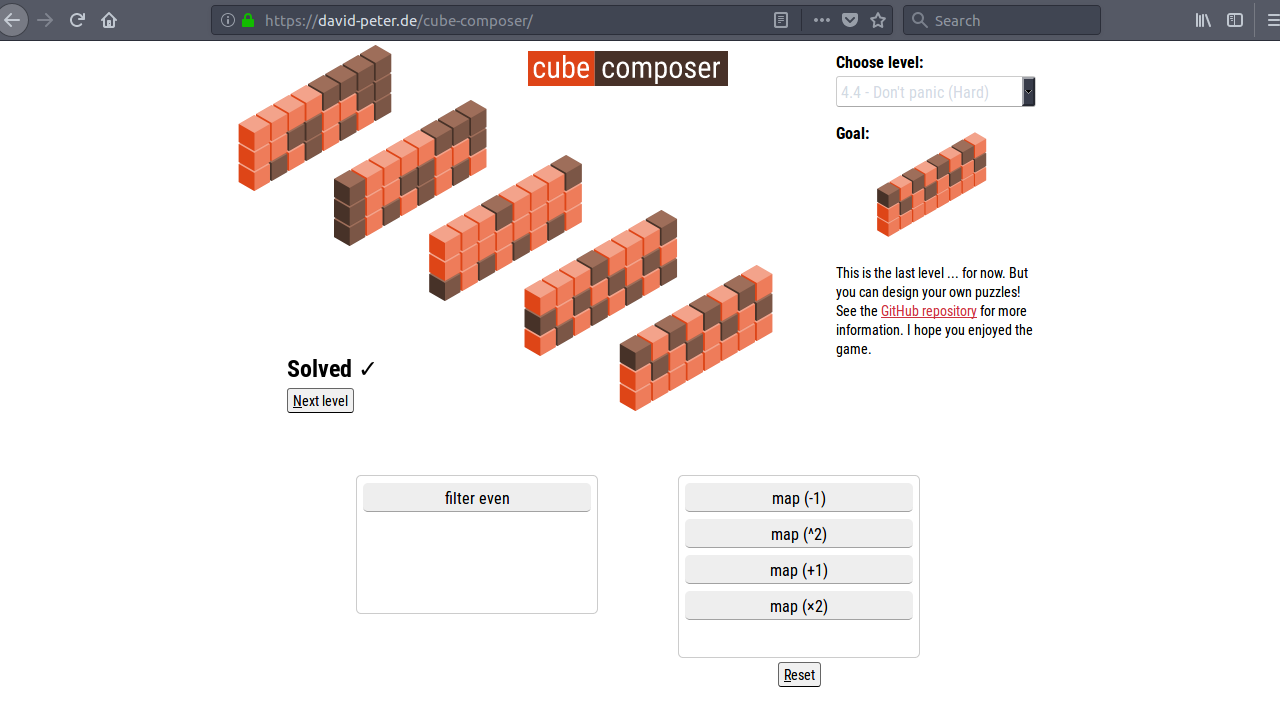 https://david-peter.de/cube-composer/
Search
cube composer
Choose level:
4.4 - Don't panic (Hard)
Goal:
This is the last level ... for now. But
you can design your own puzzles!
See the GitHub repository for more
information. I hope you enjoyed the
game.
Solved ✓
Next level
filter even
map (-1)
map (^2)
map (+1)
map (×2)
Reset